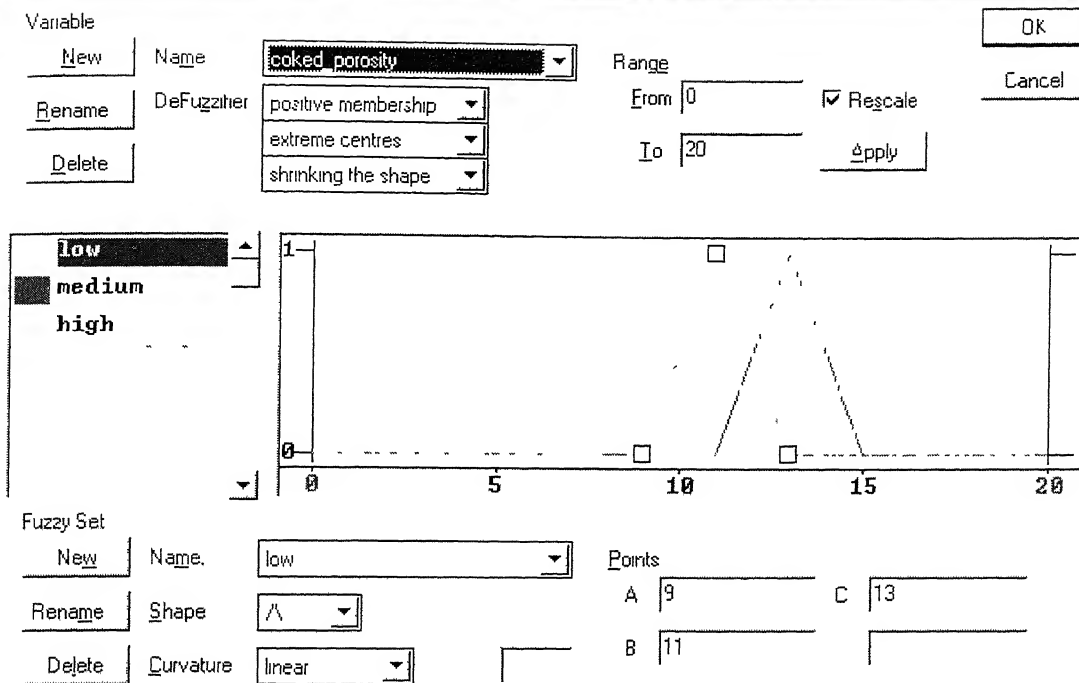 Variable
New Name coked porosity
Rename DeFuzzifier positive membership
extreme centres
Delete shrinking the shape
Range
From 0 Rescale
To 20 Apply
OK
Cancel
low
medium
high
1
0
0 5 10 15 20
Fuzzy Set
New Name. low
Rename Shape /\
Delete Curvature linear
Points
A 9 C 13
B 11